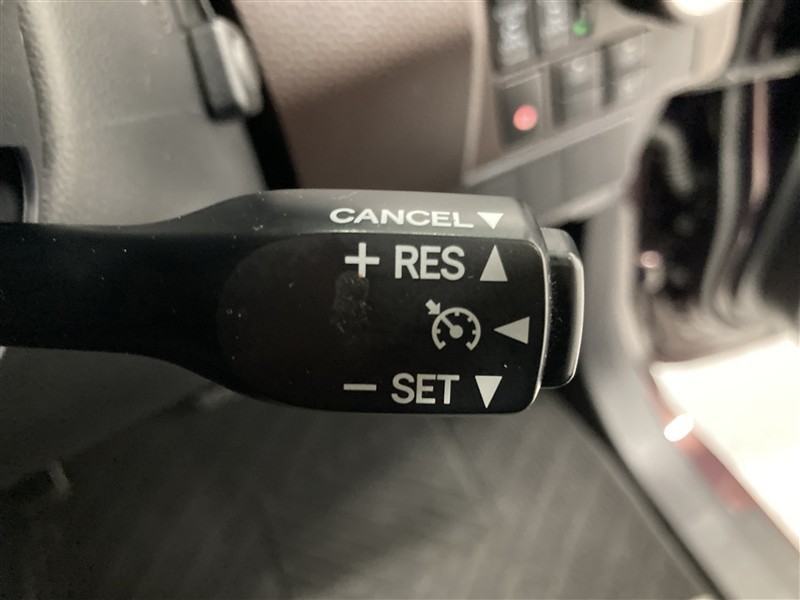 CANCEL▼
+ RES ▲
◀
− SET ▼